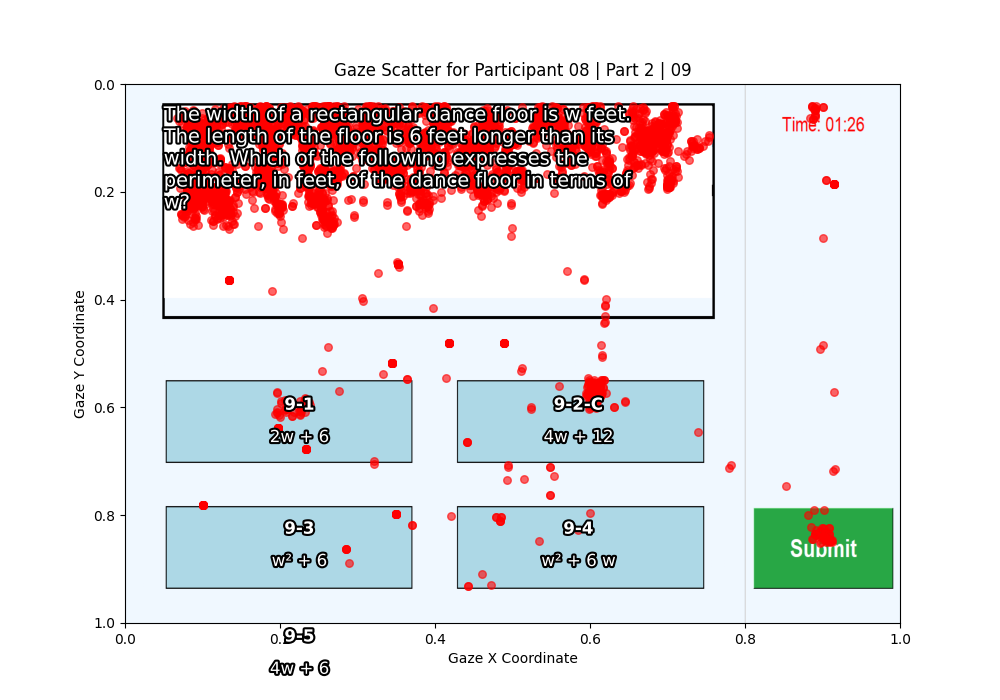 Gaze Scatter for Participant 08 | Part 2 | 09
The width of a rectangular dance floor is w feet.
The length of the floor is 6 feet longer than its
width. Which of the following expresses the
perimeter, in feet, of the dance floor in terms of
w?
Time: 01:26
9-1
2w + 6
9-2-C
4w + 12
9-3
w² + 6
9-4
w² + 6 w
Submit
9-5
4w + 6
Gaze X Coordinate
Gaze Y Coordinate
0.0
0.2
0.4
0.6
0.8
1.0
0.0
0.2
0.4
0.6
0.8
1.0